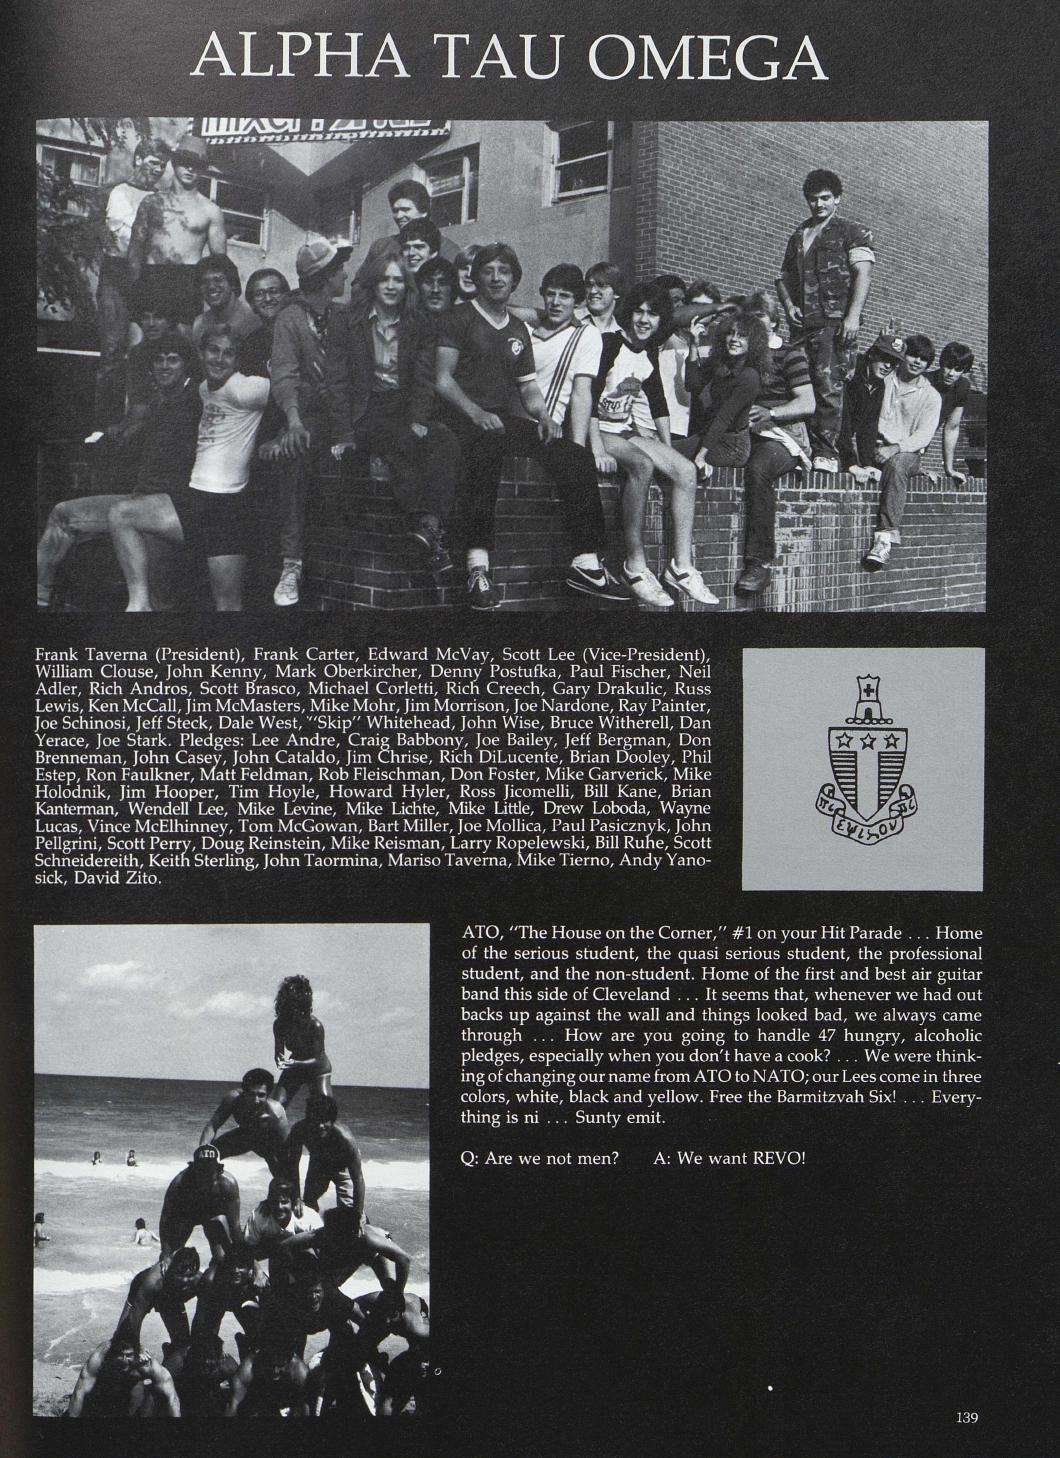 ALPHA TAU OMEGA
Frank Taverna (President), Frank Carter, Edward McVay, Scott Lee (Vice-President),
William Clouse, John Kenny, Mark Oberkircher, Denny Postufka, Paul Fischer, Neil
Adler, Rich Andros, Scott Brasco, Michael Corletti, Rich Creech, Gary Drakulic, Russ
Lewis, Ken McCall, Jim McMasters, Mike Mohr, Jim Morrison, Joe Nardone, Ray Painter,
Joe Schinosi, Jeff Steck, Dale West, "Skip" Whitehead, John Wise, Bruce Witherell, Dan
Yerace, Joe Stark. Pledges: Lee Andre, Craig Babbony, Joe Bailey, Jeff Bergman, Don
Brenneman, John Casey, John Cataldo, Jim Chrise, Rich DiLucente, Brian Dooley, Phil
Estep, Ron Faulkner, Matt Feldman, Rob Fleischman, Don Foster, Mike Garverick, Mike
Holodnik, Jim Hooper, Tim Hoyle, Howard Hyler, Ross Jicomelli, Bill Kane, Brian
Kanterman, Wendell Lee, Mike Levine, Mike Lichte, Mike Little, Drew Loboda, Wayne
Lucas, Vince McElhinney, Tom McGowan, Bart Miller, Joe Mollica, Paul Pasicznyk, John
Pellgrini, Scott Perry, Doug Reinstein, Mike Reisman, Larry Ropelewski, Bill Ruhe, Scott
Schneidereith, Keith Sterling, John Taormina, Mariso Taverna, Mike Tierno, Andy Yano-
sick, David Zito.
ATΩ
ATO, "The House on the Corner," #1 on your Hit Parade . . . Home
of the serious student, the quasi serious student, the professional
student, and the non-student. Home of the first and best air guitar
band this side of Cleveland . . . It seems that, whenever we had out
backs up against the wall and things looked bad, we always came
through . . . How are you going to handle 47 hungry, alcoholic
pledges, especially when you don't have a cook? . . . We were think-
ing of changing our name from ATO to NATO; our Lees come in three
colors, white, black and yellow. Free the Barmitzvah Six! . . . Every-
thing is ni . . . Sunty emit.
Q: Are we not men? A: We want REVO!
139